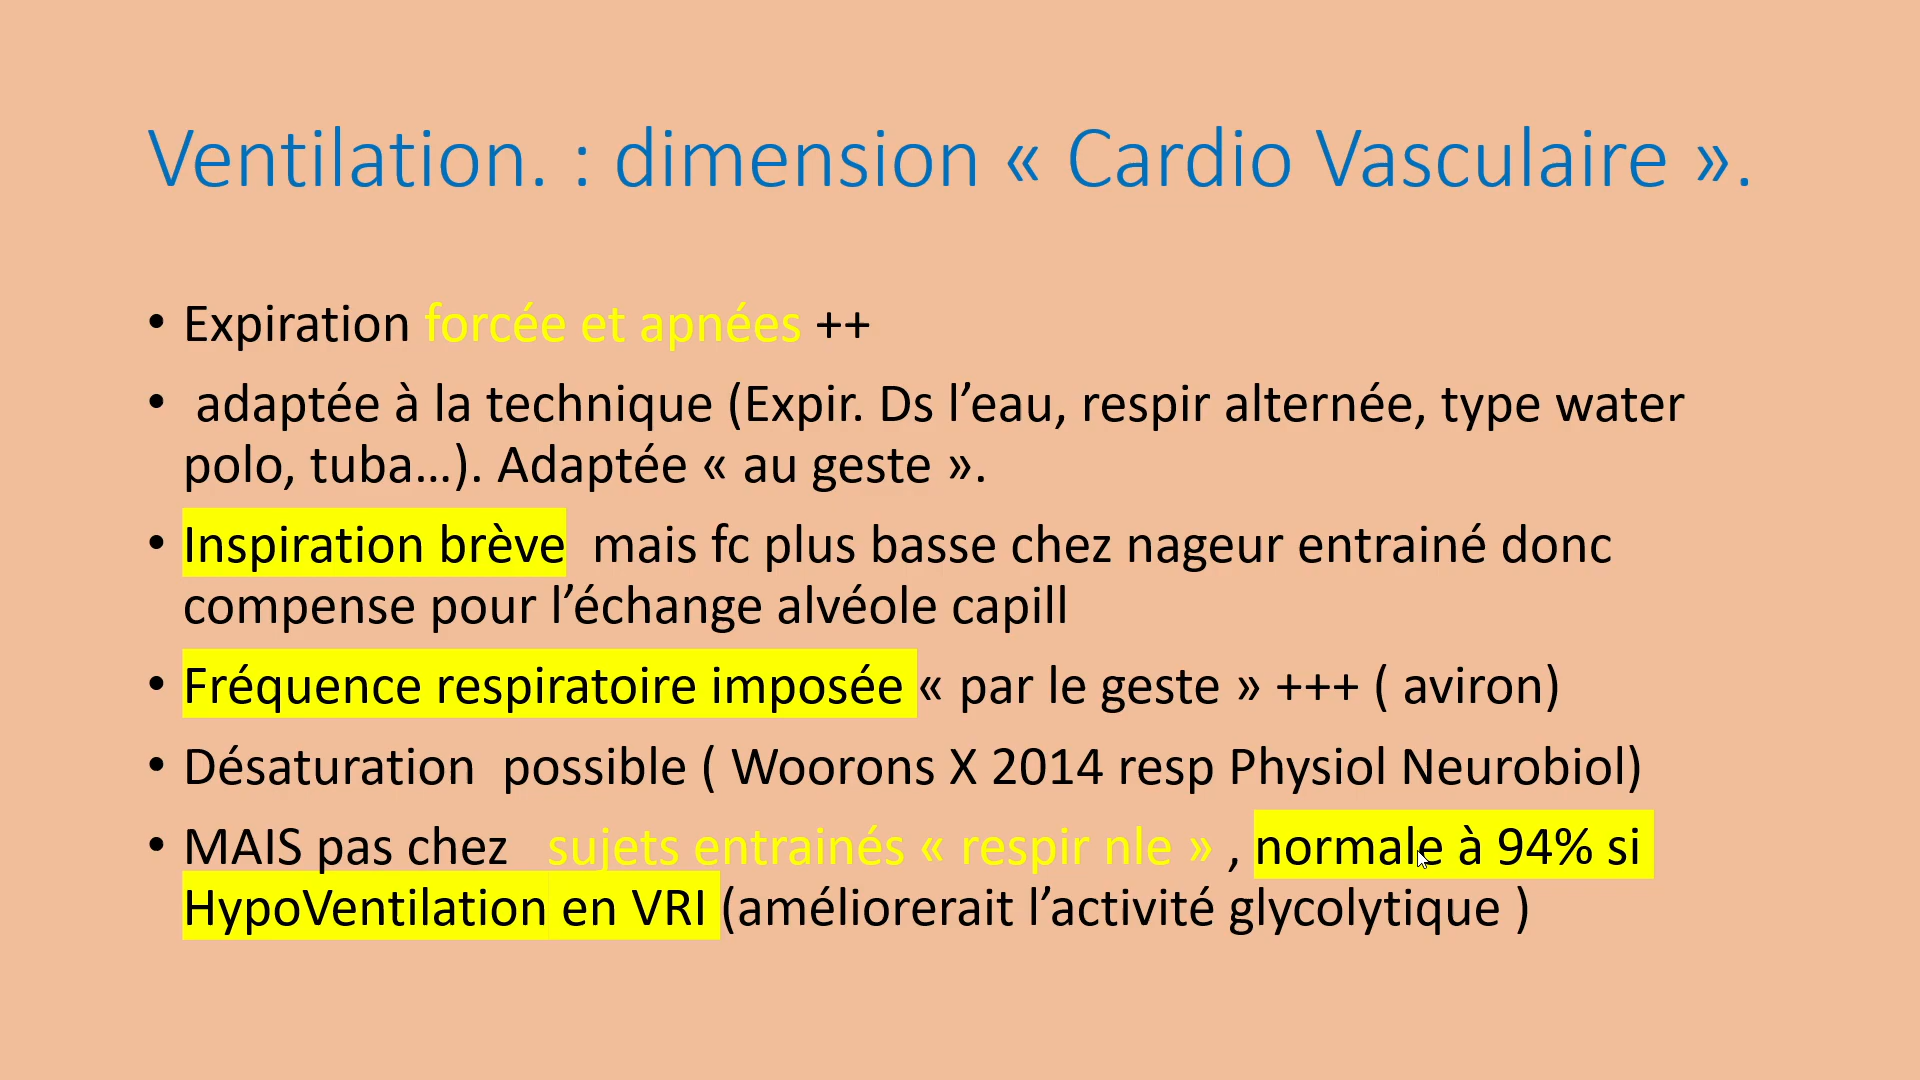 Ventilation. : dimension « Cardio Vasculaire ».
• Expiration forcée et apnées ++
• adaptée à la technique (Expir. Ds l’eau, respir alternée, type water
polo, tuba…). Adaptée « au geste ».
• Inspiration brève mais fc plus basse chez nageur entrainé donc
compense pour l’échange alvéole capill
• Fréquence respiratoire imposée « par le geste » +++ ( aviron)
• Désaturation possible ( Woorons X 2014 resp Physiol Neurobiol)
• MAIS pas chez sujets entrainés « respir nle » , normale à 94% si
HypoVentilation en VRI (améliorerait l’activité glycolytique )